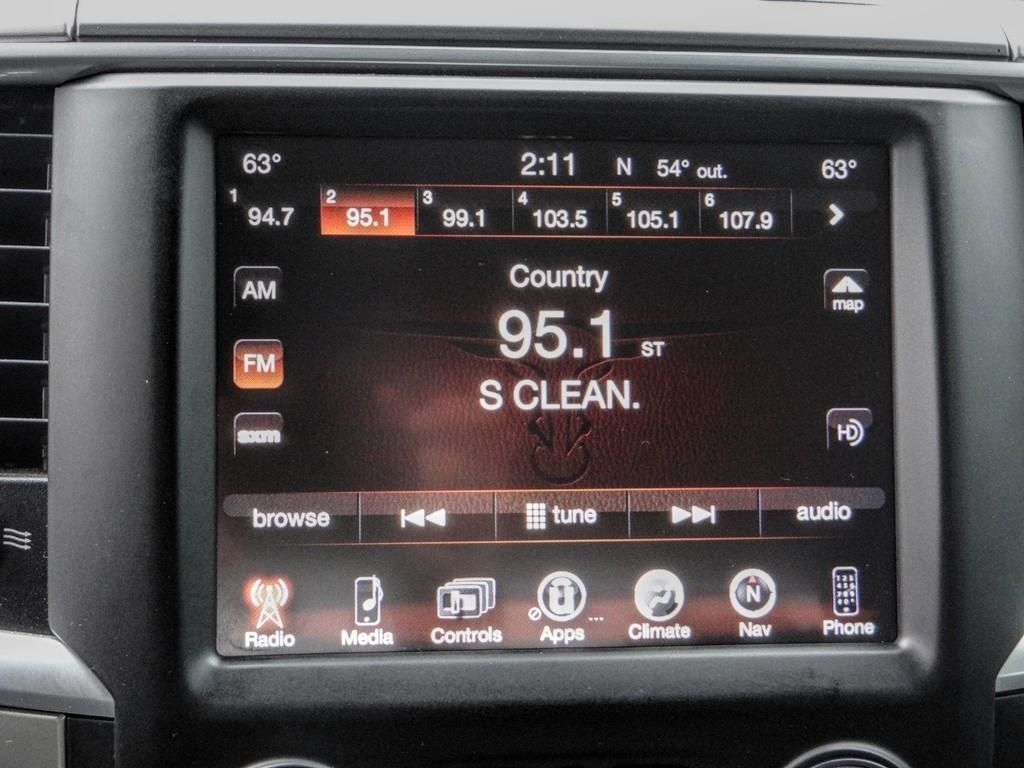 63° 2:11 N 54° out. 63°
1 94.7 2 95.1 3 99.1 4 103.5 5 105.1 6 107.9
AM
Country
map
95.1 ST
FM
S CLEAN.
sxm
HD
browse tune audio
Radio Media Controls Apps ... Climate N Nav Phone